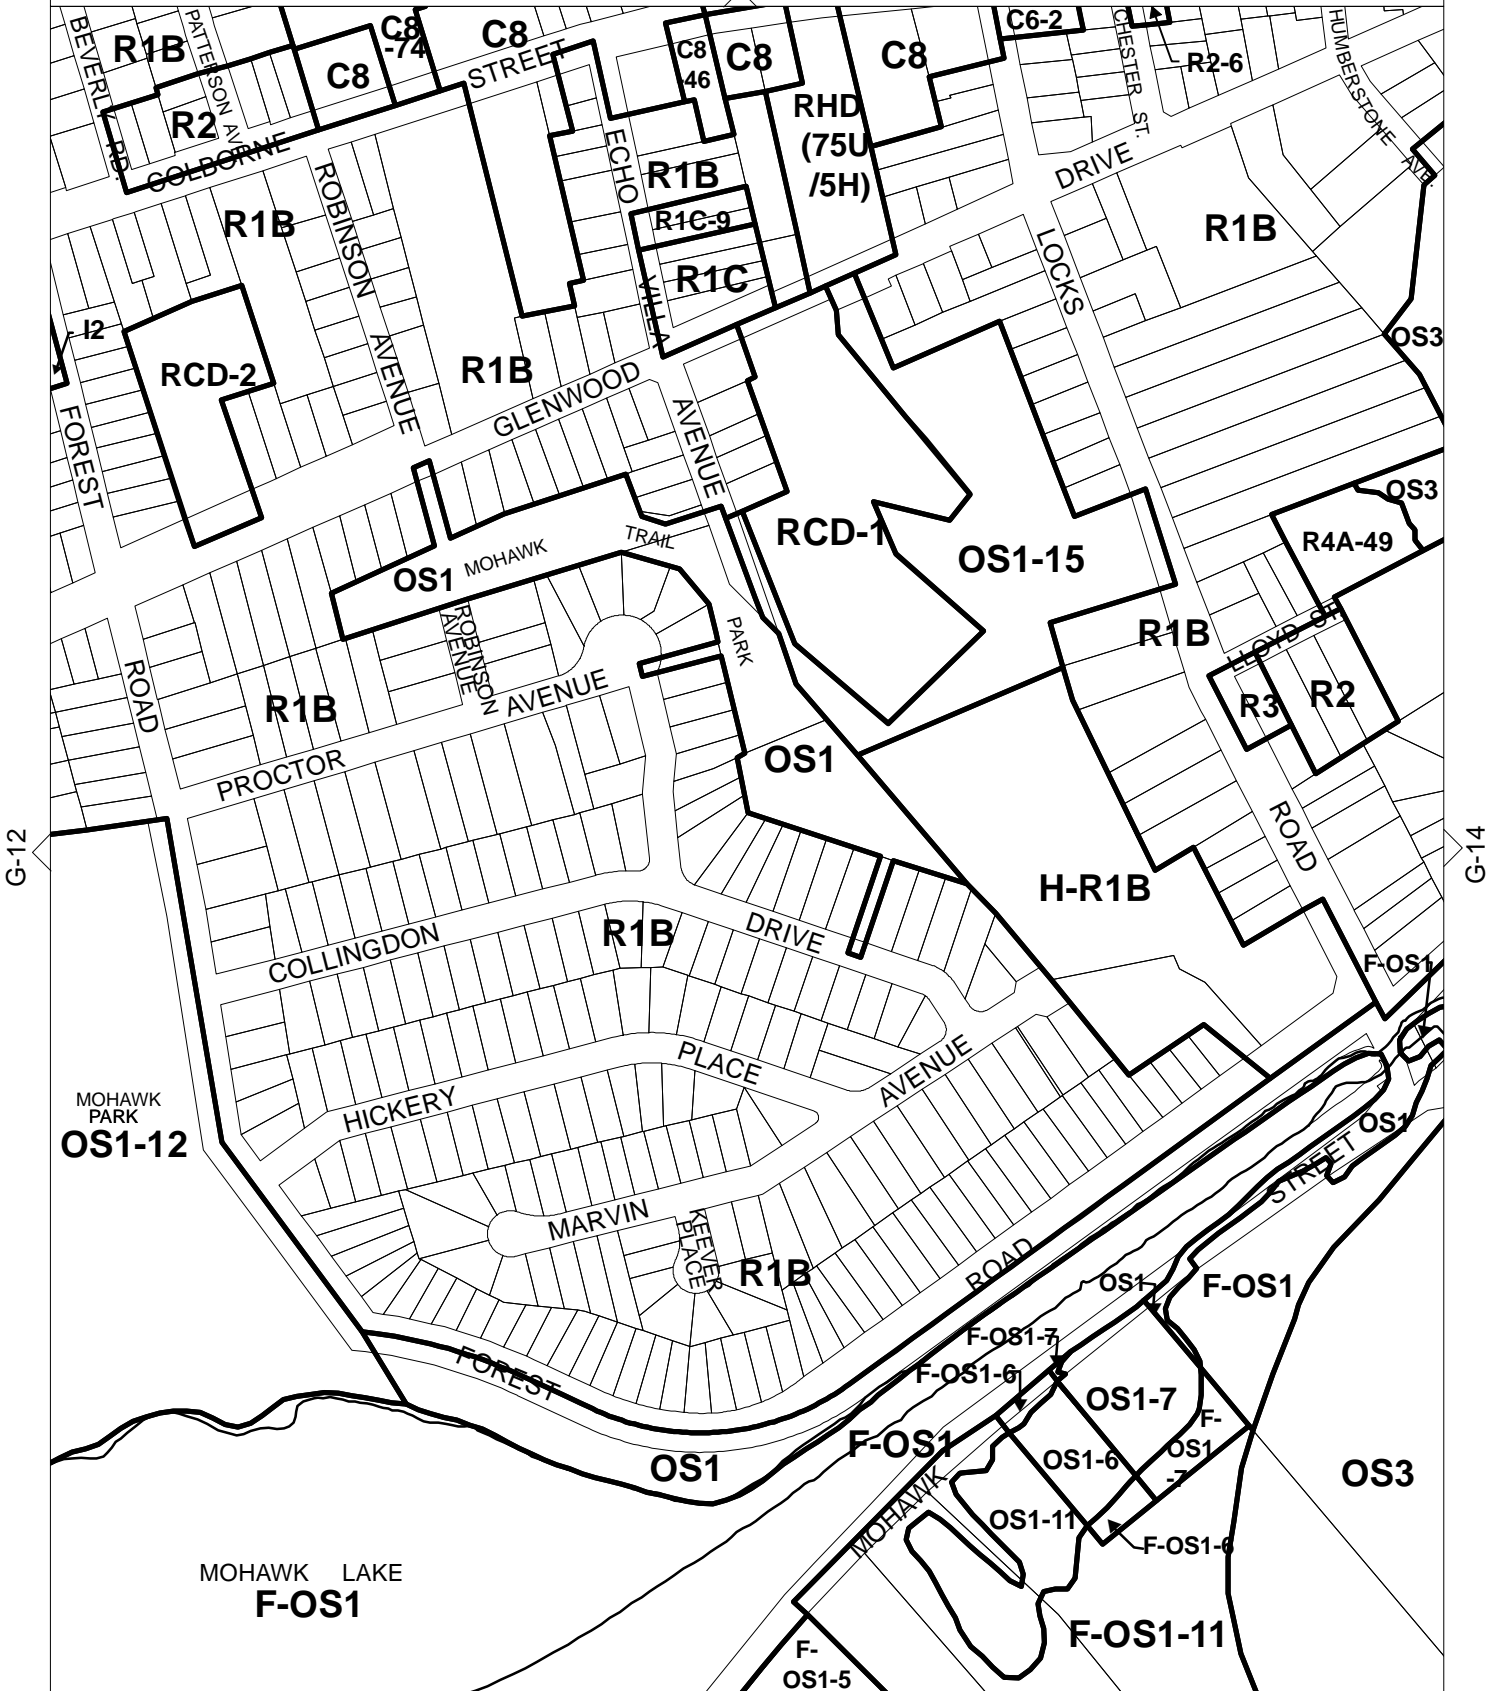 BEVERLY RD.
PATTERSON AVE.
R1B
C8
-74
C8
C8
STREET
C8
-46
C8
C8
C6-2
CHESTER ST.
R2-6
HUMBERSTONE AVE.
R2
COLBORNE
ECHO
RHD
(75U
/5H)
DRIVE
R1B
R1C-9
R1C
VILLA
R1B
ROBINSON
AVENUE
LOCKS
R1B
I2
RCD-2
R1B
GLENWOOD
AVENUE
OS3
FOREST
OS3
RCD-1
OS1-15
R4A-49
OS1
MOHAWK
TRAIL
ROBINSON
AVENUE
PARK
R1B
LLOYD ST.
R3
R2
ROAD
R1B
AVENUE
PROCTOR
OS1
G-12
G-14
ROAD
H-R1B
R1B
DRIVE
COLLINGDON
F-OS1
PLACE
AVENUE
HICKERY
MOHAWK
PARK
OS1-12
OS1
STREET
MARVIN
KEEVER
PLACE
R1B
ROAD
OS1
F-OS1
F-OS1-7
F-OS1-6
FOREST
OS1-7
F-
OS1
-7
F-OS1
OS1
OS1-6
OS3
MOHAWK
OS1-11
F-OS1-6
MOHAWK LAKE
F-OS1
F-OS1-11
F-
OS1-5